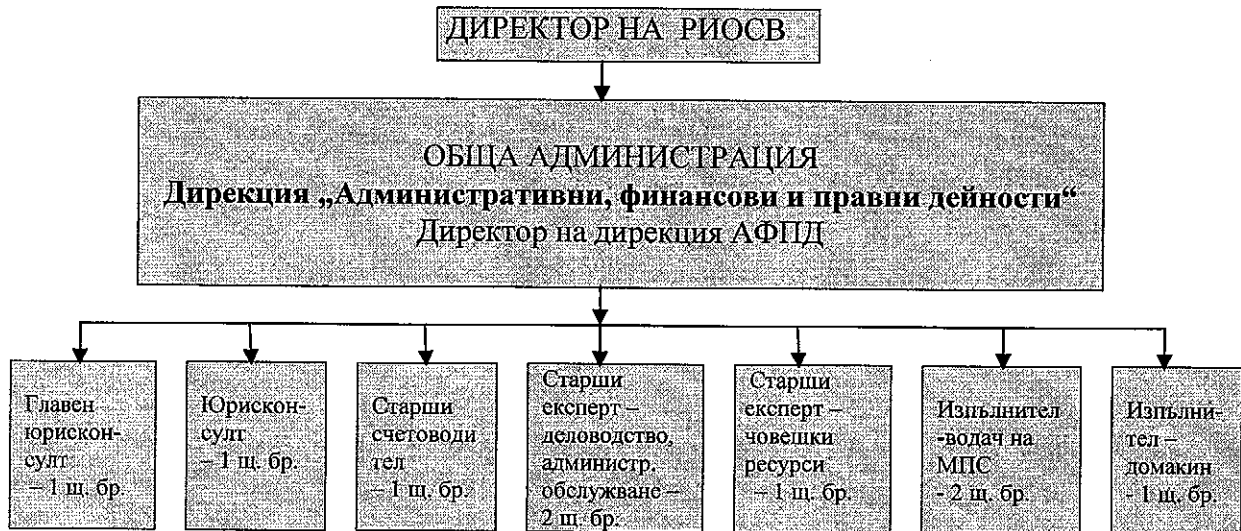 ДИРЕКТОР НА РИОСВ
ОБЩА АДМИНИСТРАЦИЯ
Дирекция „Административни, финансови и правни дейности“
Директор на дирекция АФПД
Главен
юрискон-
султ
– 1 щ. бр.
Юрискон-
султ
– 1 щ. бр.
Старши
счетоводи
тел
– 1 щ. бр.
Старши
експерт –
деловодство,
администр.
обслужване –
2 щ. бр.
Старши
експерт –
човешки
ресурси
– 1 щ. бр.
Изпълнител
-водач на
МПС
- 2 щ. бр.
Изпълни-
тел –
домакин
- 1 щ. бр.